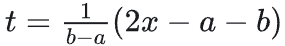 $t = \frac{1}{b-a}(2x - a - b)$